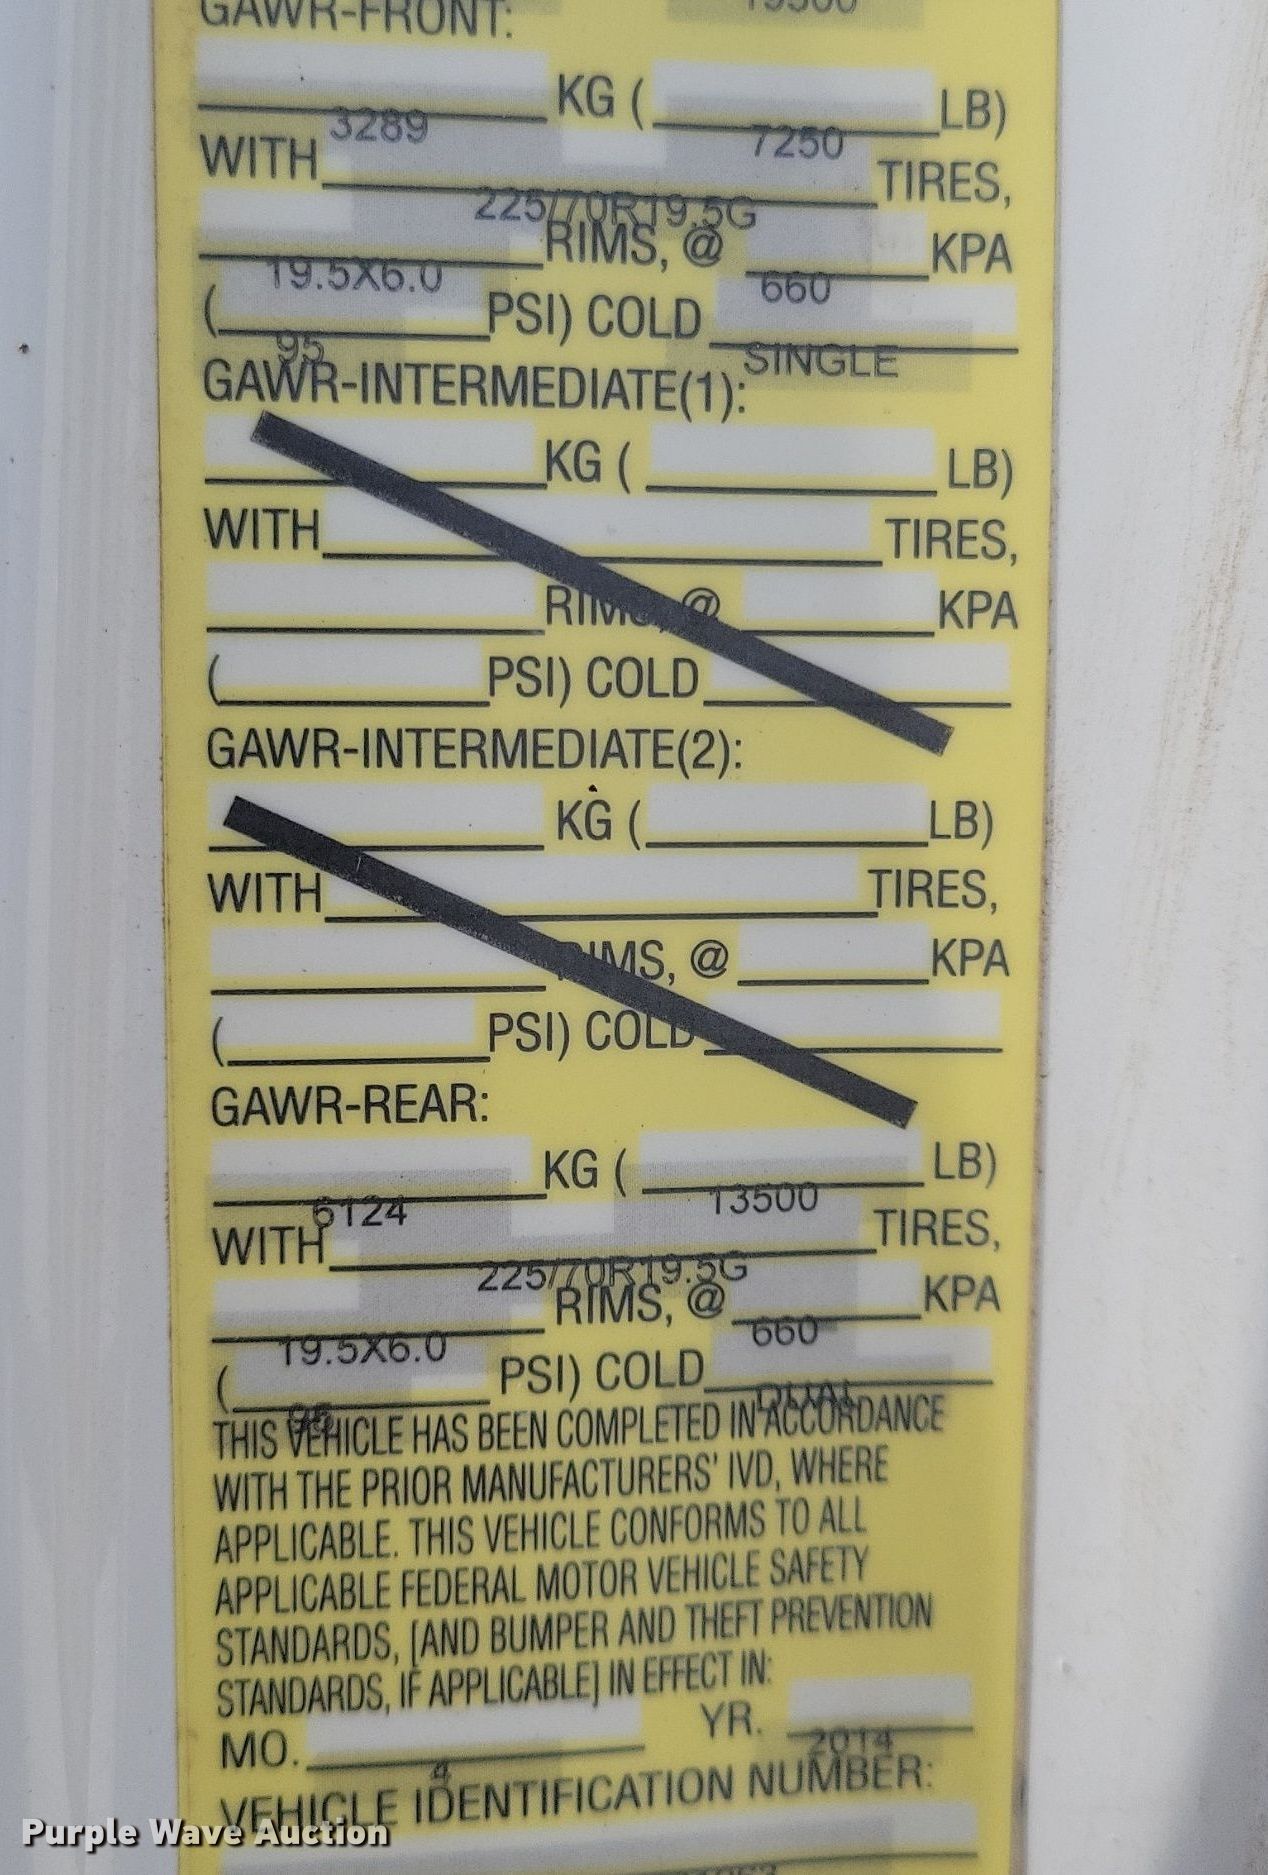 GAWR-FRONT: 19500
KG ( LB)
3289 7250
WITH TIRES,
225/70R19.5G
RIMS, @ KPA
19.5X6.0 660
( PSI) COLD
95 SINGLE
GAWR-INTERMEDIATE(1):
KG ( LB)
WITH TIRES,
RIMS, @ KPA
( PSI) COLD
GAWR-INTERMEDIATE(2):
KG ( LB)
WITH TIRES,
RIMS, @ KPA
( PSI) COLD
GAWR-REAR:
KG ( LB)
6124 13500
WITH TIRES,
225/70R19.5G
RIMS, @ KPA
19.5X6.0 660
( PSI) COLD
95 DUAL
THIS VEHICLE HAS BEEN COMPLETED IN ACCORDANCE
WITH THE PRIOR MANUFACTURERS' IVD, WHERE
APPLICABLE. THIS VEHICLE CONFORMS TO ALL
APPLICABLE FEDERAL MOTOR VEHICLE SAFETY
STANDARDS, [AND BUMPER AND THEFT PREVENTION
STANDARDS, IF APPLICABLE] IN EFFECT IN:
MO. YR.
4 2014
VEHICLE IDENTIFICATION NUMBER:
Purple Wave Auction